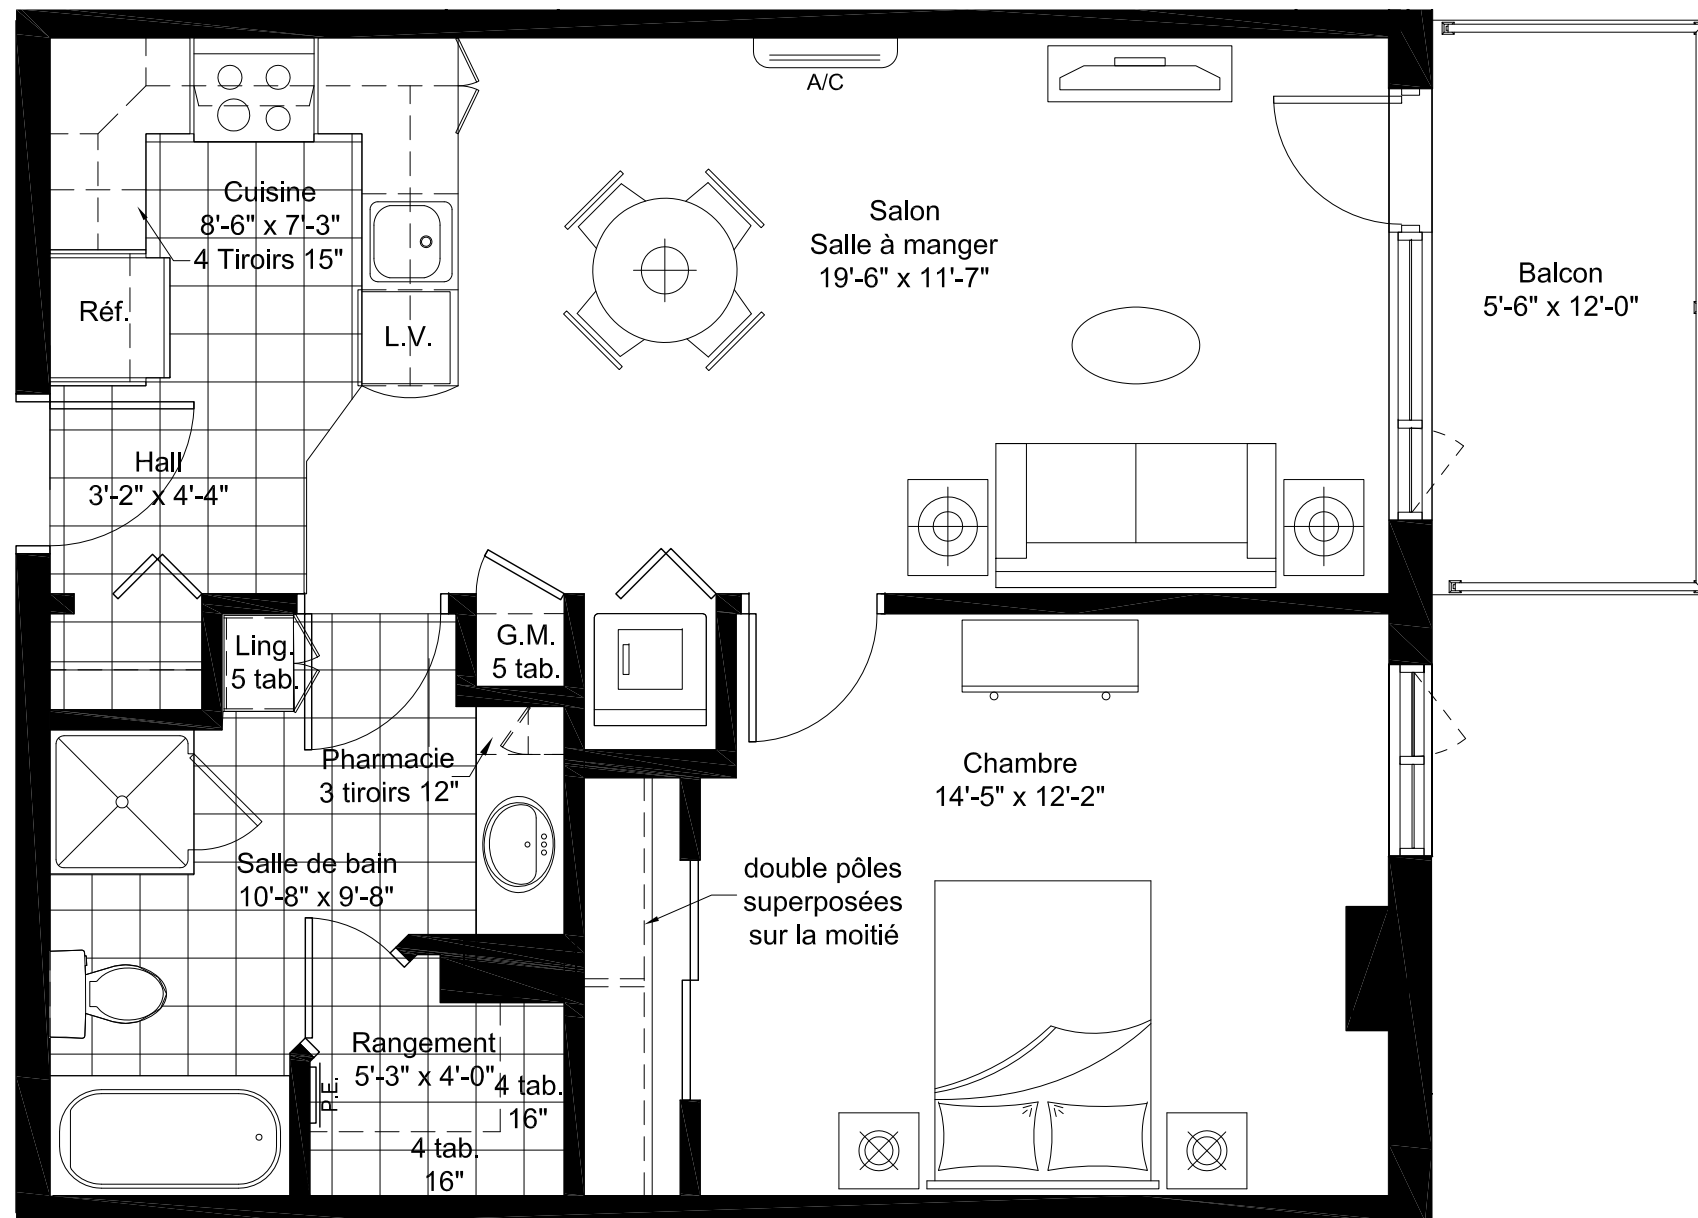 A/C
Cuisine
8'-6" x 7'-3"
4 Tiroirs 15"
Salon
Salle à manger
19'-6" x 11'-7"
Balcon
5'-6" x 12'-0"
Réf.
L.V.
Hall
3'-2" x 4'-4"
Ling.
5 tab.
G.M.
5 tab.
Pharmacie
3 tiroirs 12"
Chambre
14'-5" x 12'-2"
Salle de bain
10'-8" x 9'-8"
double pôles
superposées
sur la moitié
Rangement
5'-3" x 4'-0"
P.E.
4 tab.
16"
4 tab.
16"